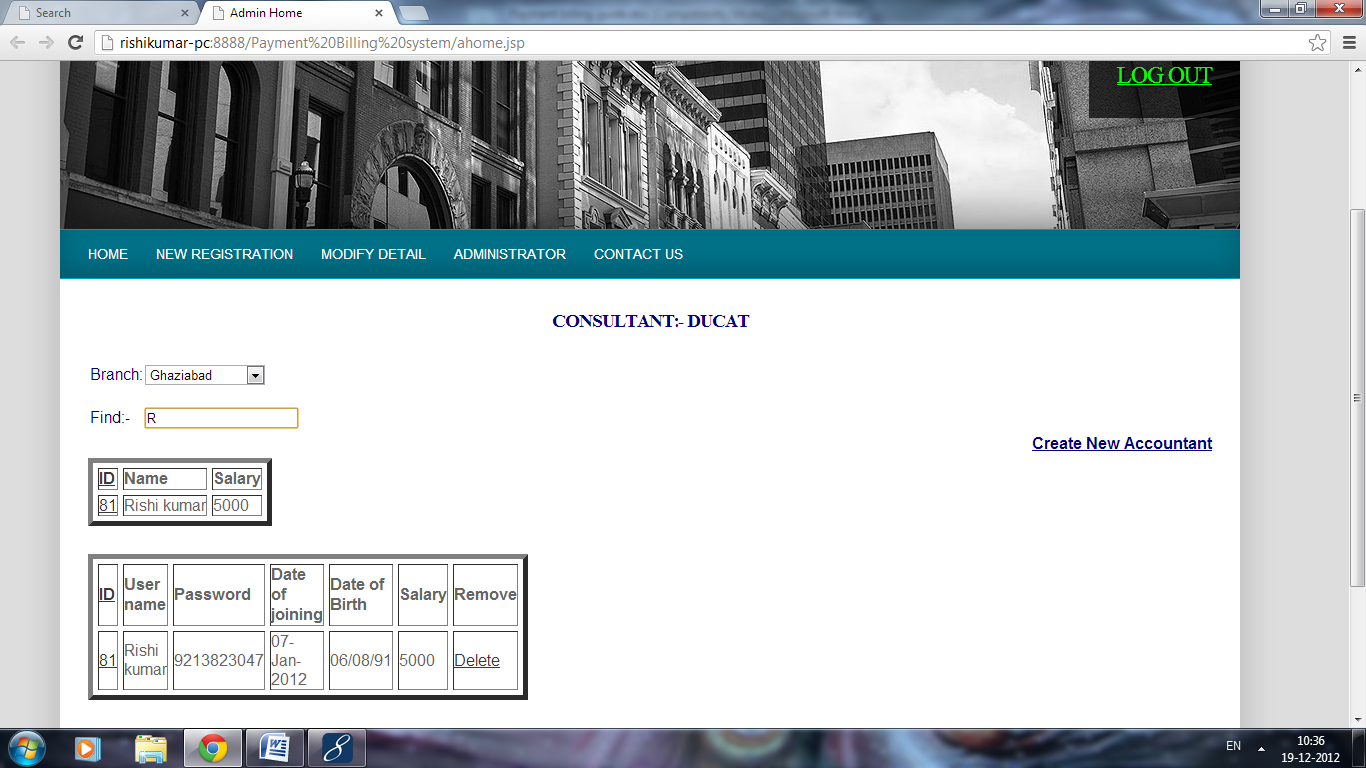 Search
Admin Home
rishikumar-pc:8888/Payment%20Billing%20system/ahome.jsp
LOG OUT
HOME NEW REGISTRATION MODIFY DETAIL ADMINISTRATOR CONTACT US
CONSULTANT:- DUCAT
Branch: Ghaziabad
Find:- R
Create New Accountant
ID Name Salary
81 Rishi kumar 5000
ID User name Password Date of joining Date of Birth Salary Remove
81 Rishi kumar 9213823047 07-Jan-2012 06/08/91 5000 Delete
EN 10:36
19-12-2012